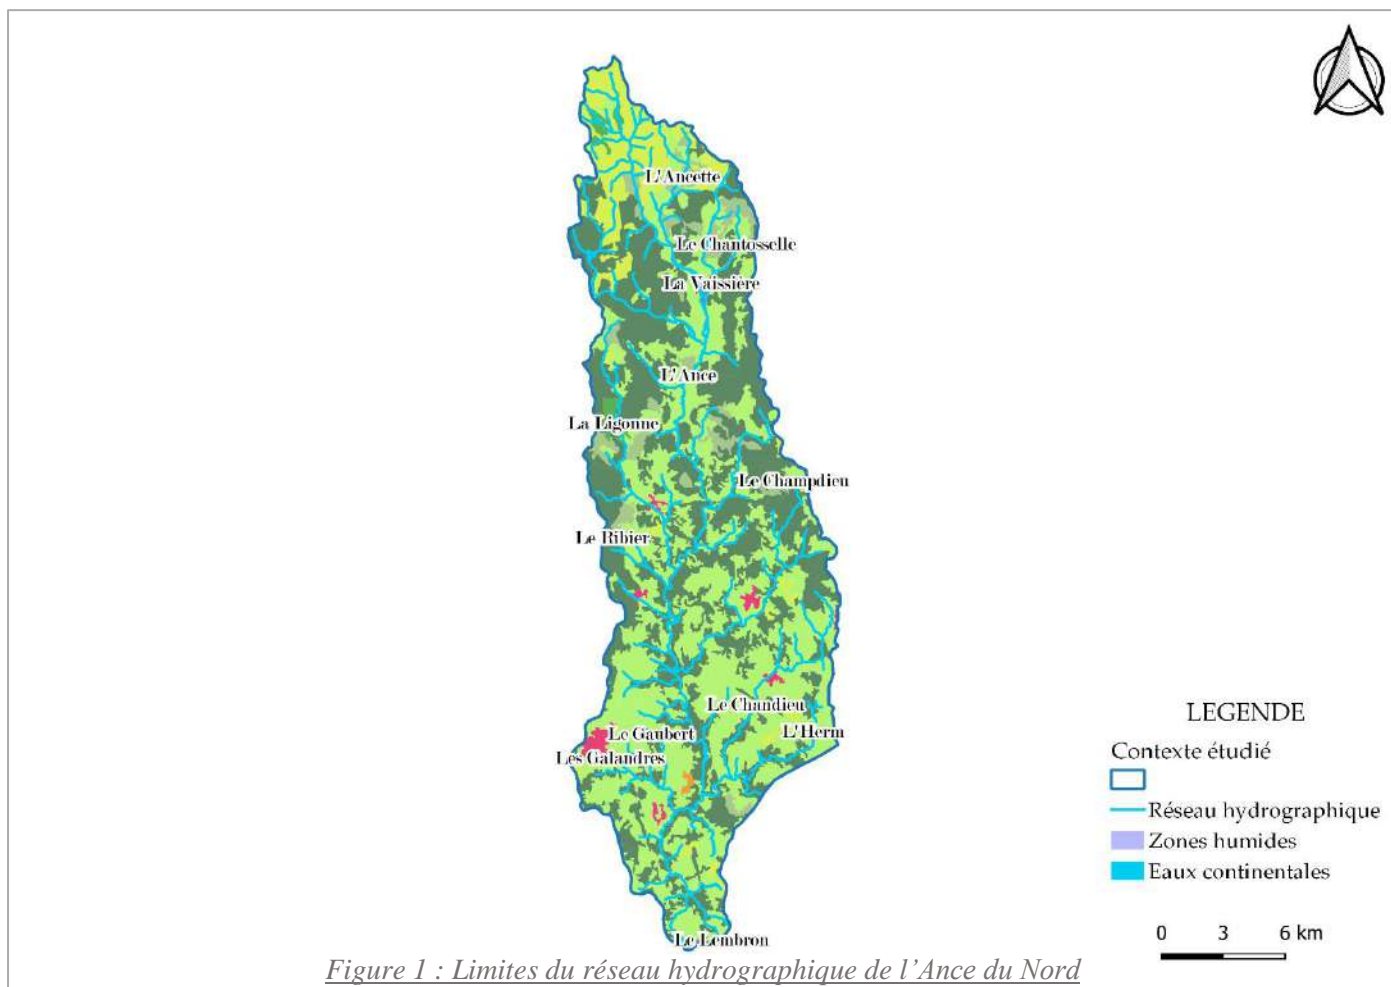 L'Ancette
Le Chantosselle
La Vaissière
L'Ance
La Ligonne
Le Champdieu
Le Ribier
Le Chandieu
Le Gaubert
L'Herm
Les Galandres
Le Lembron
LEGENDE
Contexte étudié
Réseau hydrographique
Zones humides
Eaux continentales
0 3 6 km
Figure 1 : Limites du réseau hydrographique de l’Ance du Nord